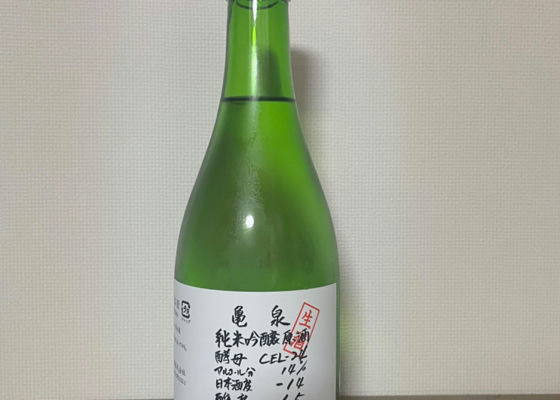 亀泉
生酒
純米吟醸原酒
酵母 CEL-24
アルコール分 14%
日本酒度 -14